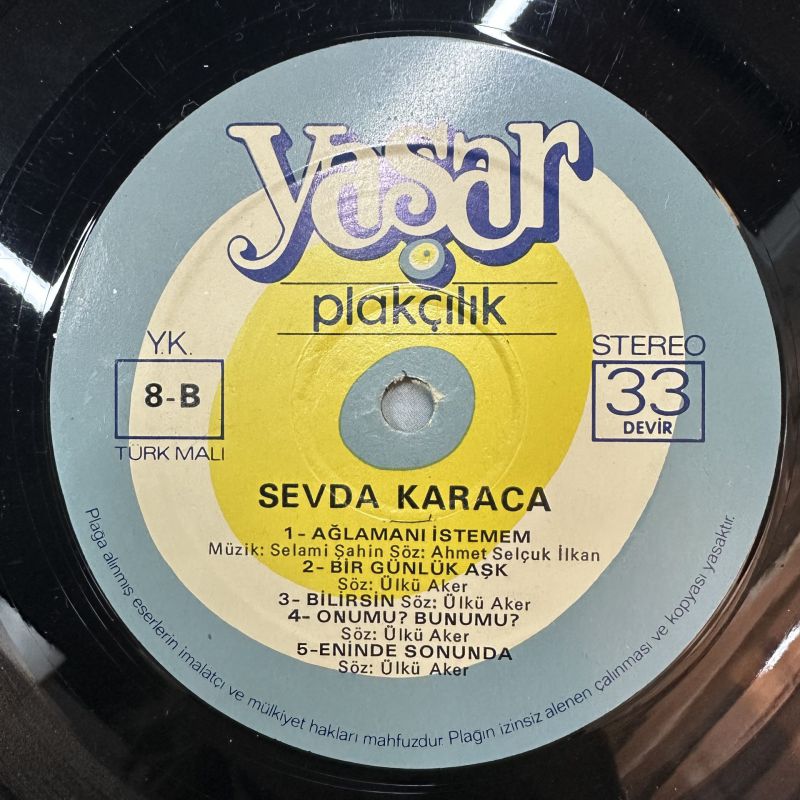 yaşar
plakçılık
Y.K.
8-B
TÜRK MALI
STEREO
33
DEVİR
SEVDA KARACA
1- AĞLAMANI İSTEMEM
Müzik: Selami Şahin Söz: Ahmet Selçuk İlkan
2- BİR GÜNLÜK AŞK
Söz: Ülkü Aker
3- BİLİRSİN Söz: Ülkü Aker
4- ONUMU? BUNUMU?
Söz: Ülkü Aker
5-ENİNDE SONUNDA
Söz: Ülkü Aker
Plağa alınmış eserlerin imalatçı ve mülkiyet hakları mahfuzdur. Plağın izinsiz alenen çalınması ve kopyası yasaktır.